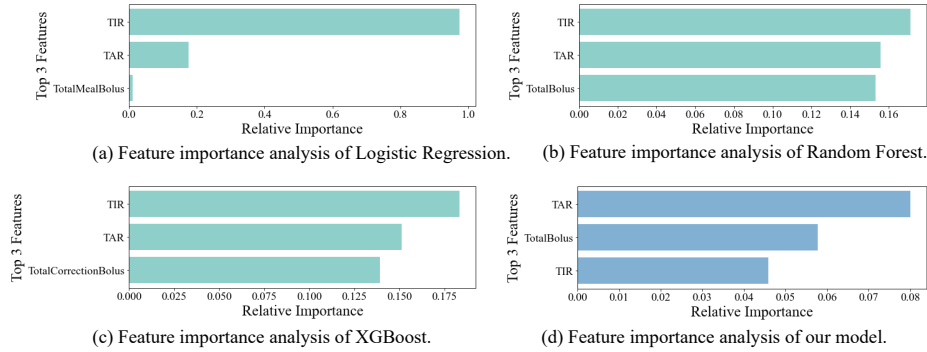 Top 3 Features
TIR
TAR
TotalMealBolus
0.0 0.2 0.4 0.6 0.8 1.0
Relative Importance
(a) Feature importance analysis of Logistic Regression.
Top 3 Features
TIR
TAR
TotalBolus
0.00 0.02 0.04 0.06 0.08 0.10 0.12 0.14 0.16
Relative Importance
(b) Feature importance analysis of Random Forest.
Top 3 Features
TIR
TAR
TotalCorrectionBolus
0.000 0.025 0.050 0.075 0.100 0.125 0.150 0.175
Relative Importance
(c) Feature importance analysis of XGBoost.
Top 3 Features
TAR
TotalBolus
TIR
0.00 0.01 0.02 0.03 0.04 0.05 0.06 0.07 0.08
Relative Importance
(d) Feature importance analysis of our model.